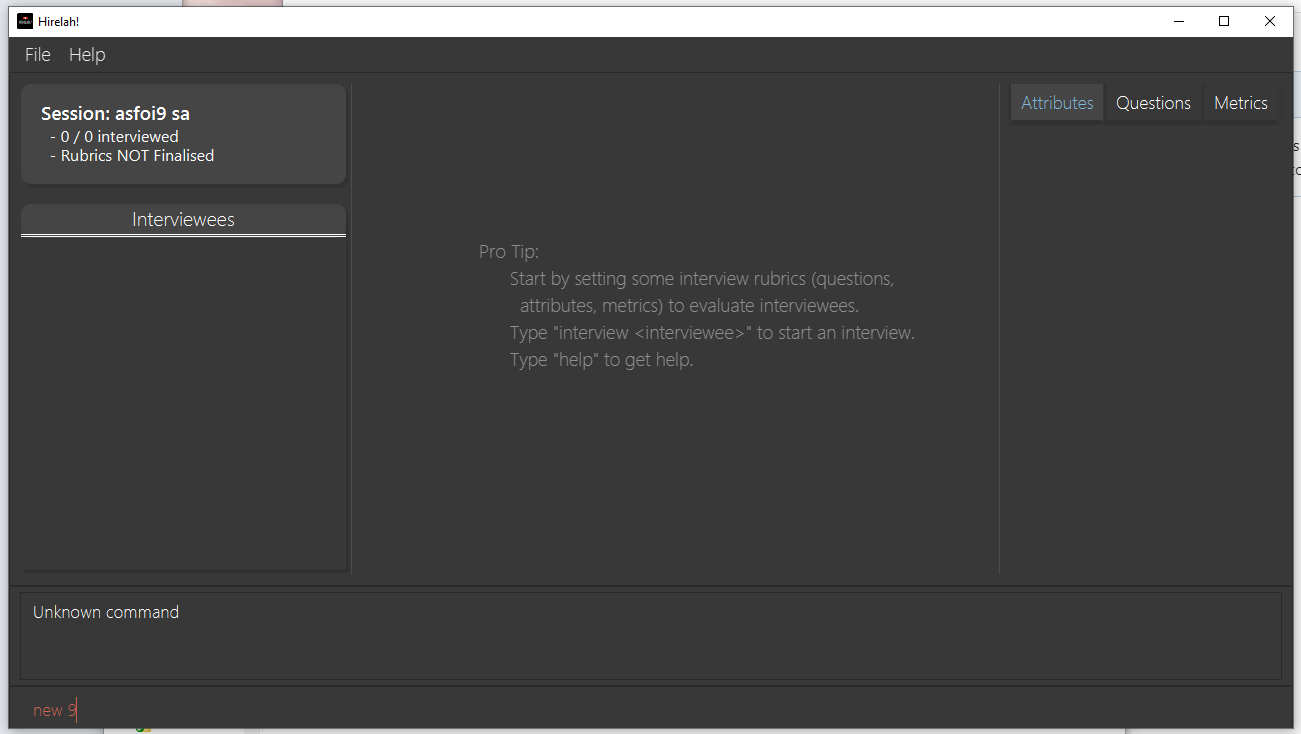 Hirelah!
File Help
Session: asfoi9 sa
- 0 / 0 interviewed
- Rubrics NOT Finalised
Interviewees
Pro Tip:
Start by setting some interview rubrics (questions,
attributes, metrics) to evaluate interviewees.
Type "interview <interviewee>" to start an interview.
Type "help" to get help.
Attributes Questions Metrics
Unknown command
new 9